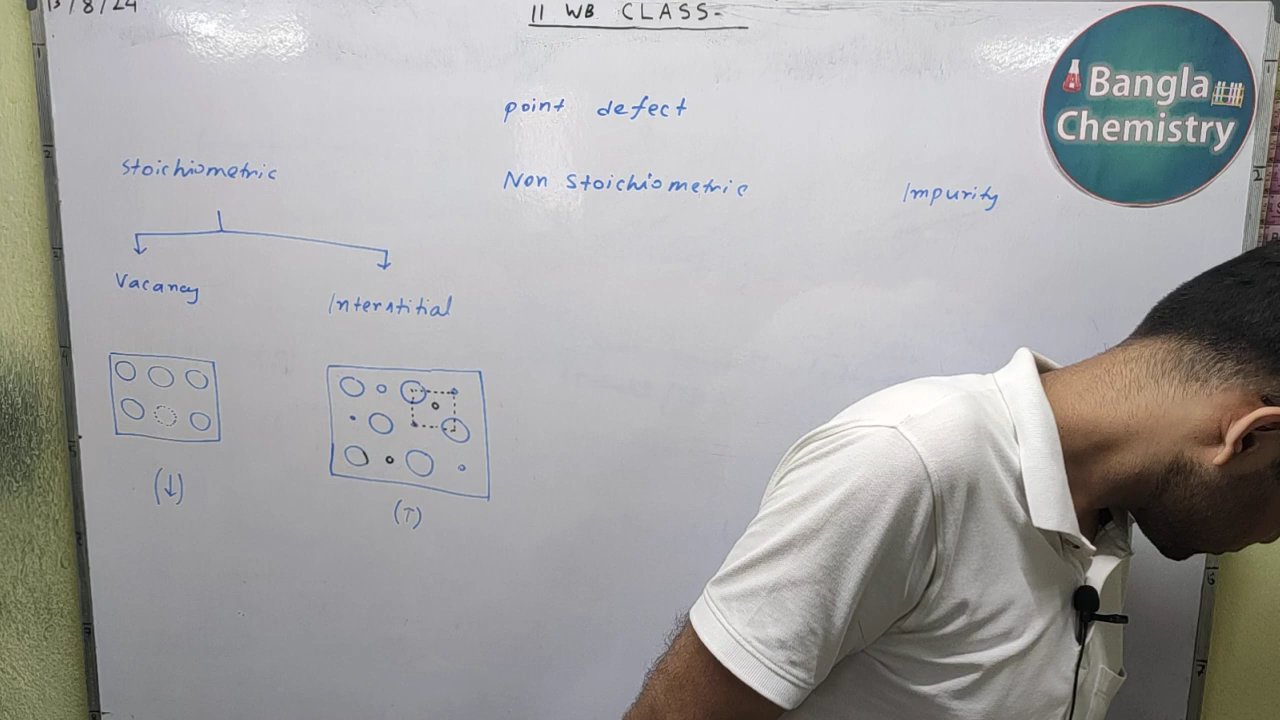 13/8/24
11 WB CLASS-
Bangla
Chemistry
point defect
Stoichiometric
Non Stoichiometric
Impurity
Vacancy
Interstitial
(↓)
(↑)